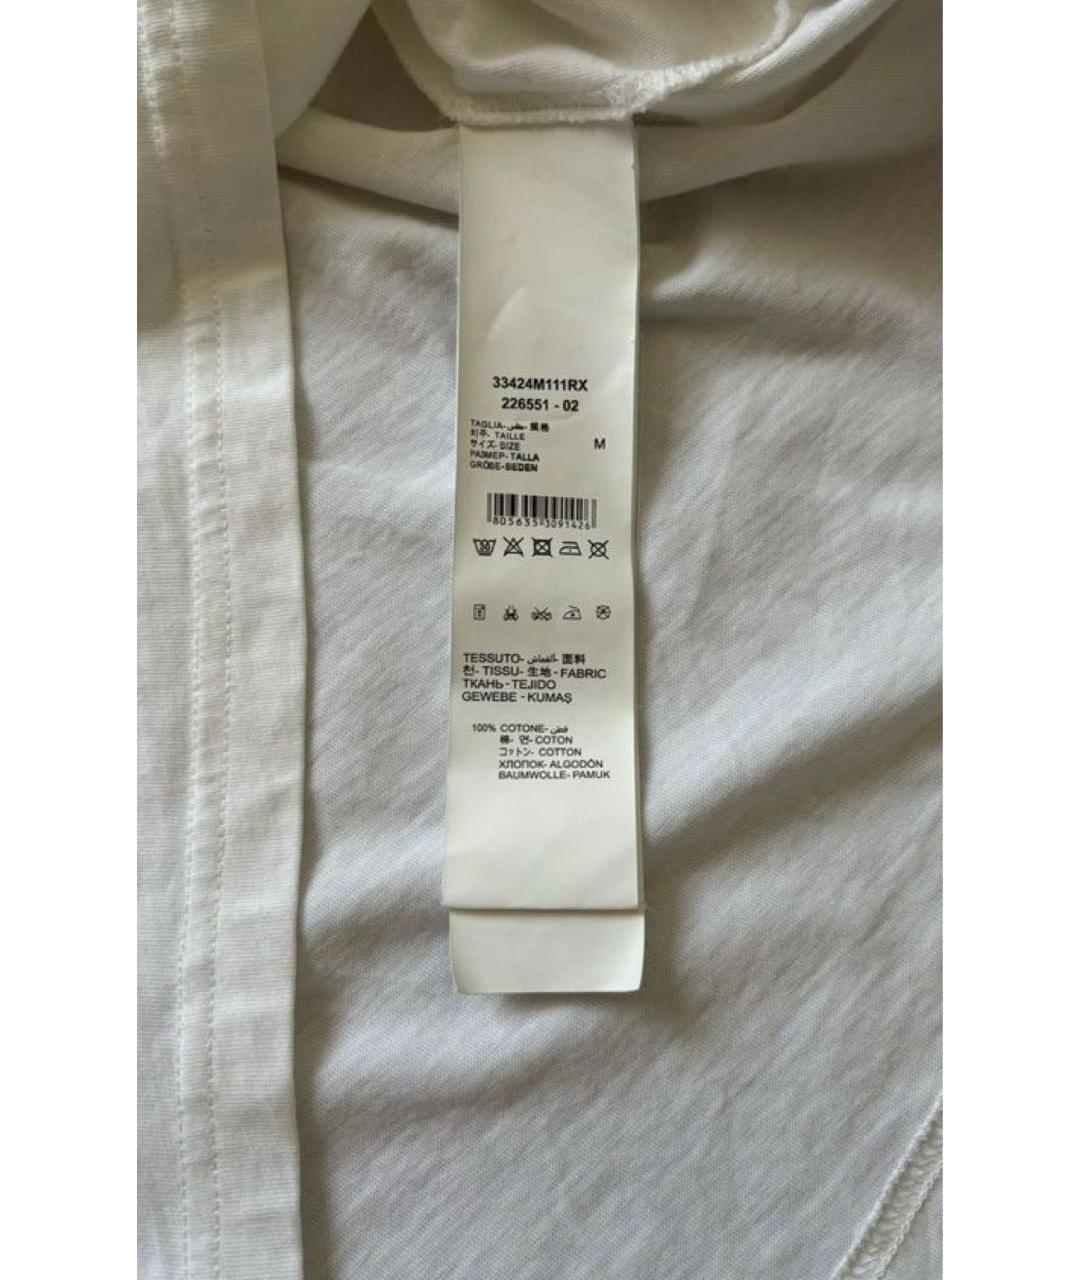 33424M111RX
226551 - 02
TAGLIA- 規格
치수- TAILLE
サイズ- SIZE M
РАЗМЕР- TALLA
GRÖBE-BEDEN
805635 3091426
TESSUTO- القماش- 面料
천- TISSU- 生地 - FABRIC
ТКАНЬ - TEJIDO
GEWEBE - KUMAŞ
100% COTONE- قطن
棉- 면- COTON
コットン- COTTON
ХЛОПОК- ALGODÓN
BAUMWOLLE- PAMUK